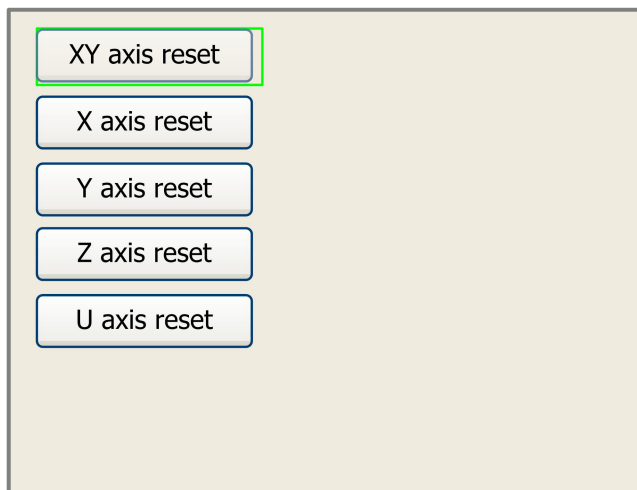 XY axis reset
X axis reset
Y axis reset
Z axis reset
U axis reset